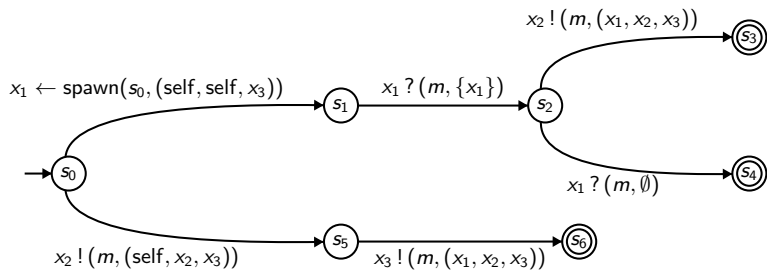 x₂ ! (m, (x₁, x₂, x₃))
s₃
x₁ ← spawn(s₀, (self, self, x₃))
x₁ ? (m, {x₁})
s₁
s₂
s₀
s₄
x₁ ? (m, ∅)
x₂ ! (m, (self, x₂, x₃))
s₅
x₃ ! (m, (x₁, x₂, x₃))
s₆